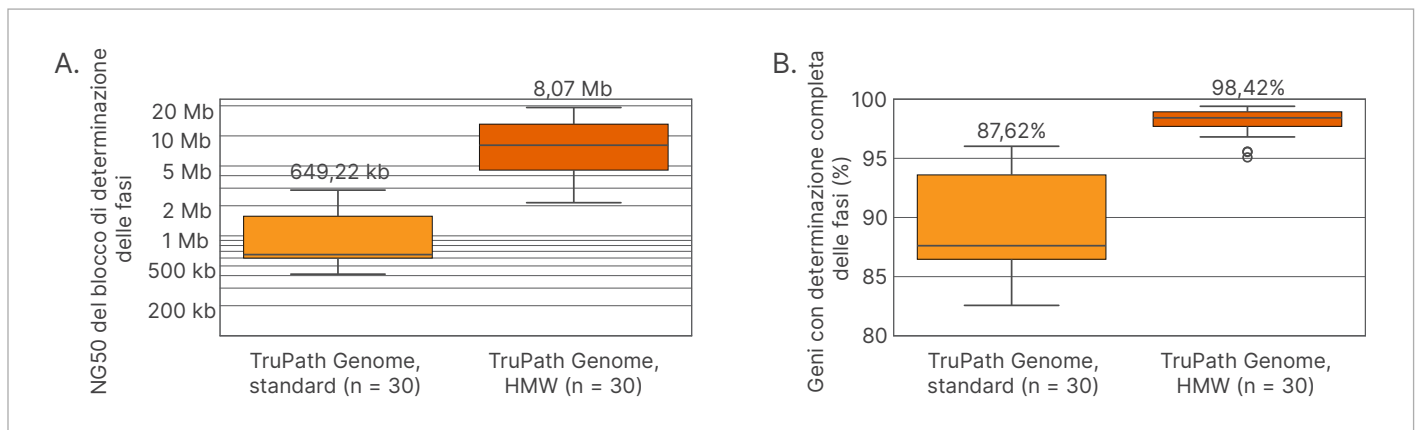 A.
NG50 del blocco di determinazione
delle fasi
20 Mb
10 Mb
5 Mb
2 Mb
1 Mb
500 kb
200 kb
649,22 kb
8,07 Mb
TruPath Genome,
standard (n = 30)
TruPath Genome,
HMW (n = 30)
B.
Geni con determinazione completa
delle fasi (%)
100
95
90
85
80
87,62%
98,42%
TruPath Genome,
standard (n = 30)
TruPath Genome,
HMW (n = 30)